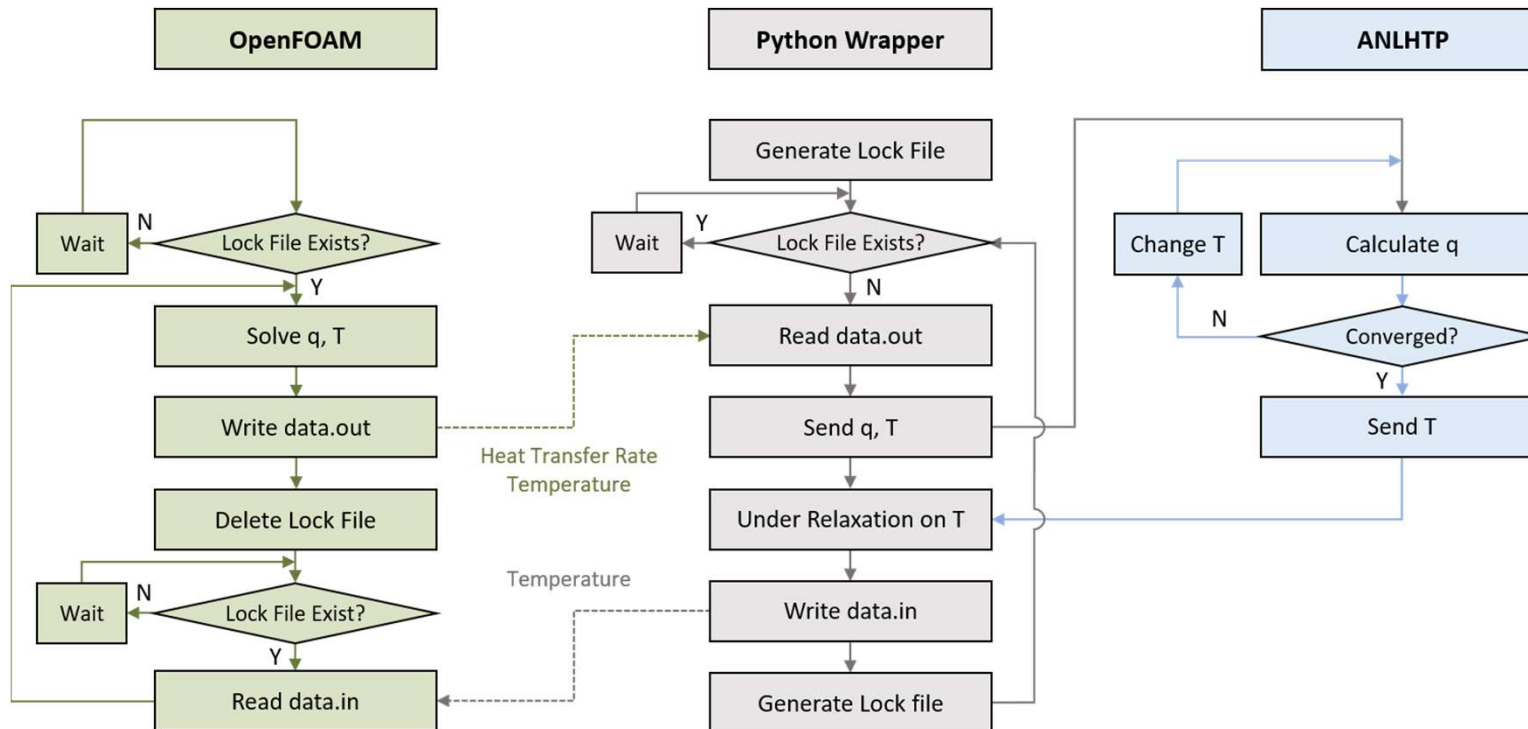 OpenFOAM
Python Wrapper
ANLHTP
Generate Lock File
Wait
N
Lock File Exists?
Y
Solve q, T
Write data.out
Delete Lock File
Wait
N
Lock File Exist?
Y
Read data.in
Heat Transfer Rate
Temperature
Temperature
Wait
Y
Lock File Exists?
N
Read data.out
Send q, T
Under Relaxation on T
Write data.in
Generate Lock file
Change T
Calculate q
N
Converged?
Y
Send T